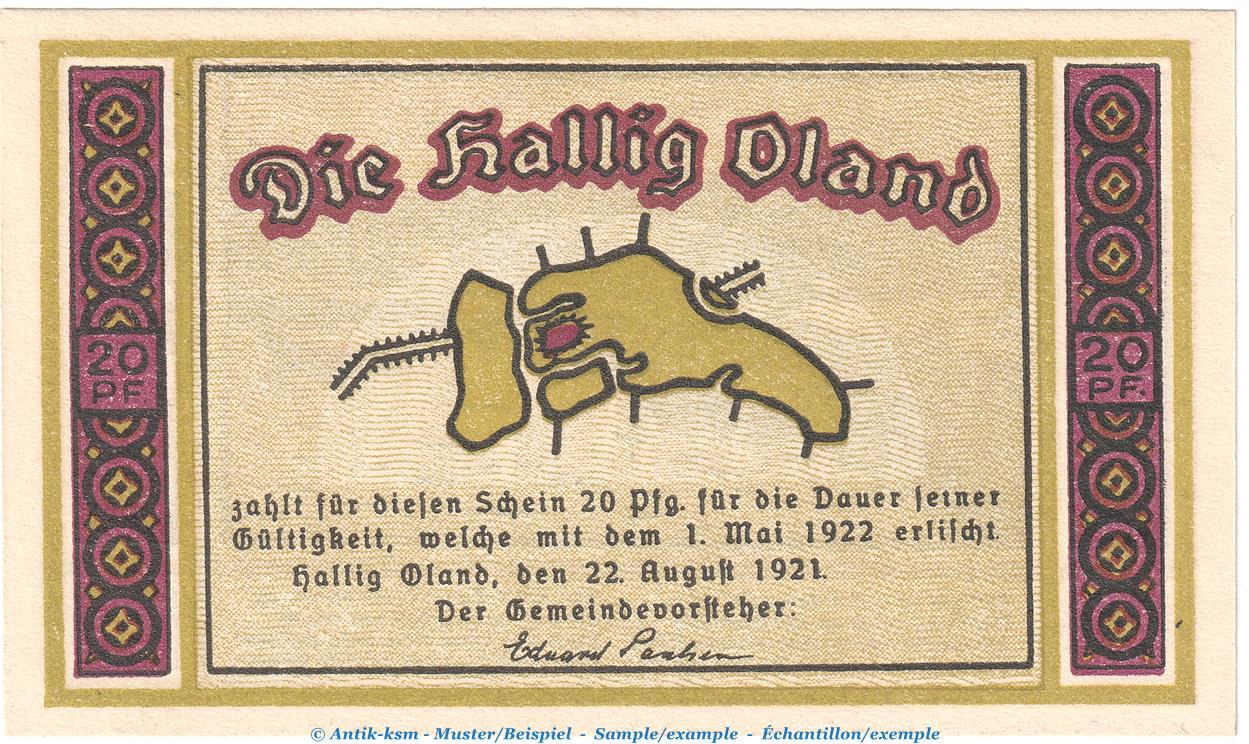 Die Hallig Oland
20
PF
20
PF.
zahlt für diesen Schein 20 Pfg. für die Dauer seiner
Gültigkeit, welche mit dem 1. Mai 1922 erlischt.
Hallig Oland, den 22. August 1921.
Der Gemeindevorsteher:
Eduard Paulsen
© Antik-ksm - Muster/Beispiel - Sample/example - Échantillon/exemple